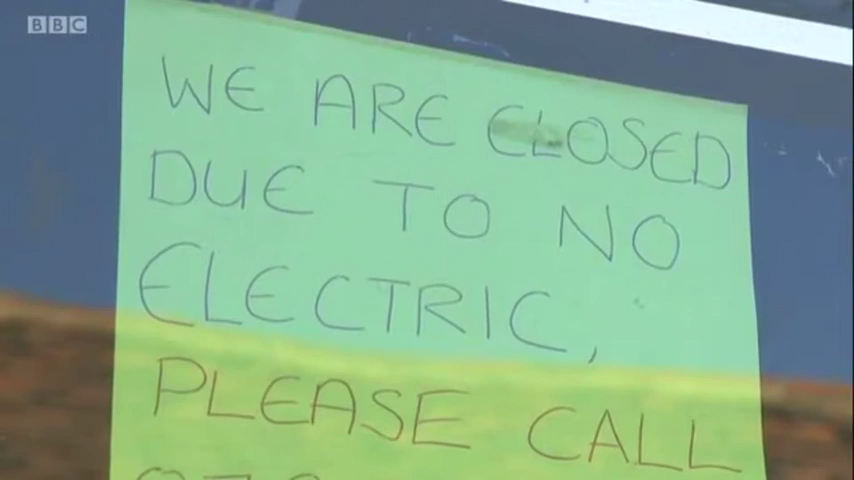 BBC
WE ARE CLOSED
DUE TO NO
ELECTRIC,
PLEASE CALL